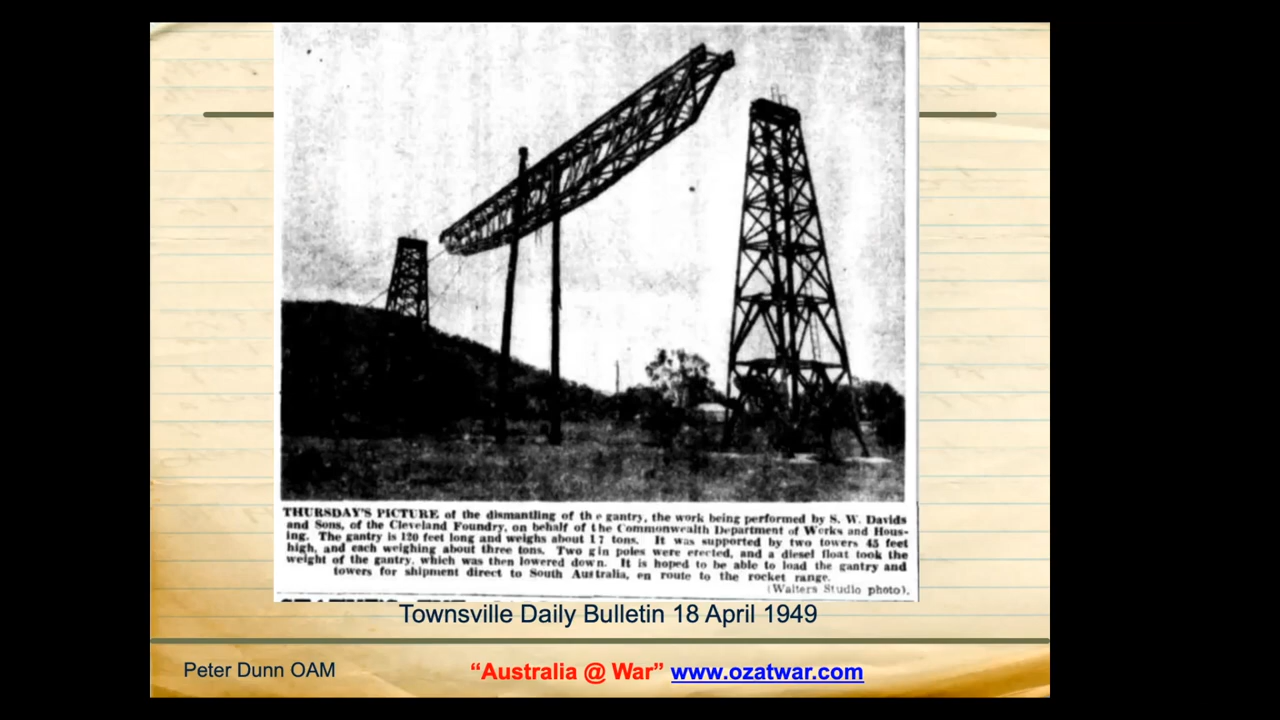 THURSDAY'S PICTURE of the dismantling of the gantry, the work being performed by S. W. Davids
and Sons, of the Cleveland Foundry, on behalf of the Commonwealth Department of Works and Hous-
ing. The gantry is 120 feet long and weighs about 17 tons. It was supported by two towers 45 feet
high, and each weighing about three tons. Two gin poles were erected, and a diesel float took the
weight of the gantry, which was then lowered down. It is hoped to be able to load the gantry and
towers for shipment direct to South Australia, en route to the rocket range.
(Walters Studio photo).
Townsville Daily Bulletin 18 April 1949
Peter Dunn OAM
“Australia @ War” www.ozatwar.com